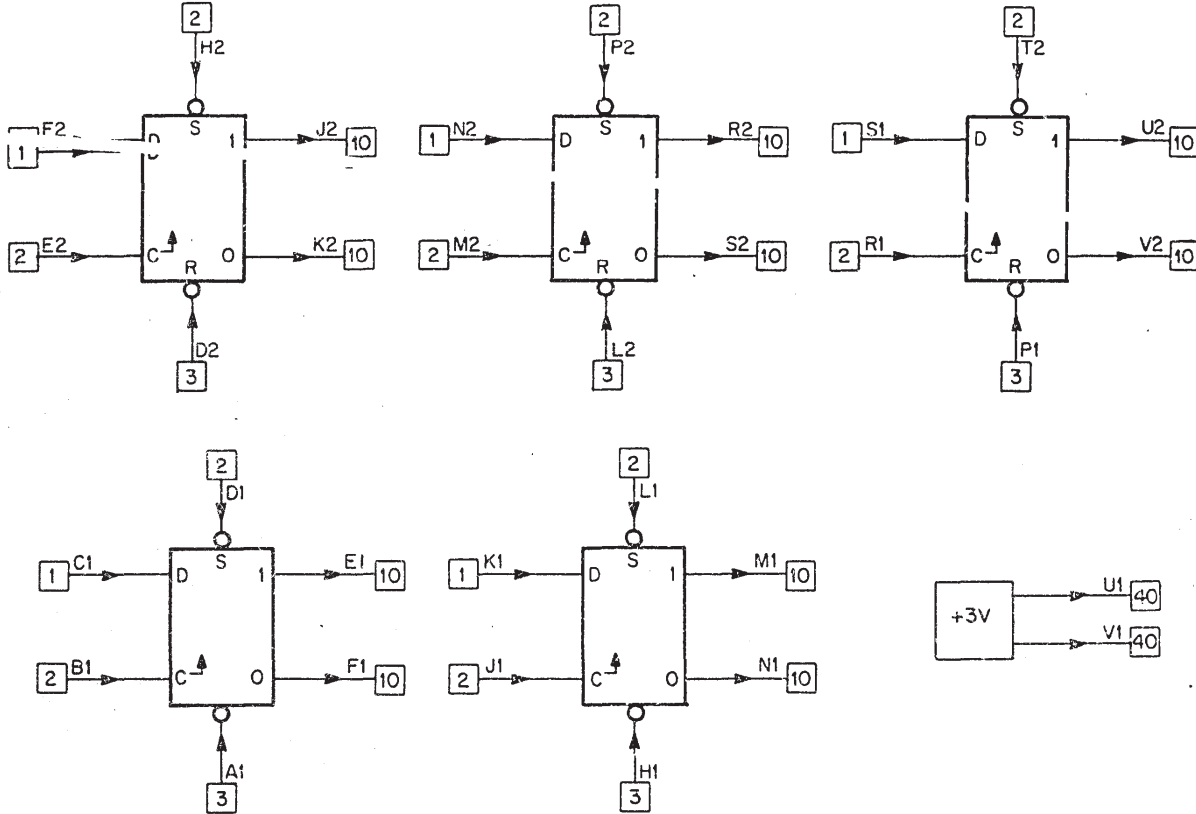 2 2 2
H2 P2 T2
F2 S J2 N2 S R2 S1 S U2
1 D 1 10 1 D 1 10 1 D 1 10
E2 K2 M2 S2 R1 V2
2 C 0 10 2 C 0 10 2 C 0 10
R R R
D2 L2 P1
3 3 3
2 2
D1 L1
C1 S E1 K1 S M1
1 D 1 10 1 D 1 10
U1 40
+3V
V1 40
B1 F1 J1 N1
2 C 0 10 2 C 0 10
A1 H1
3 3